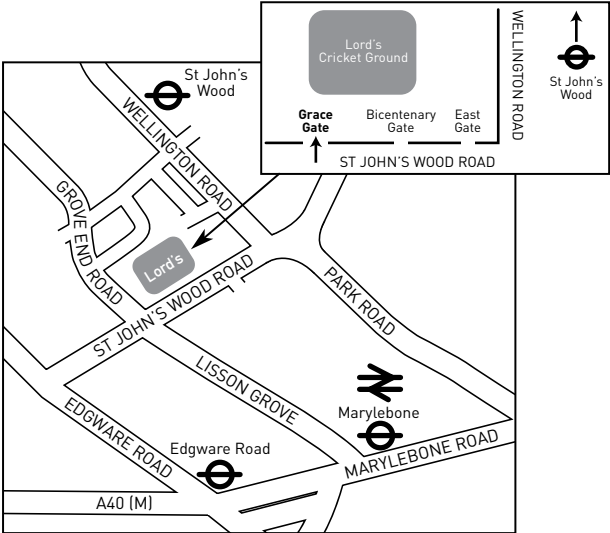 Lord's
Cricket Ground
WELLINGTON ROAD
St John's
Wood
Grace
Gate
Bicentenary
Gate
East
Gate
ST JOHN'S WOOD ROAD
St John's
Wood
WELLINGTON ROAD
GROVE END ROAD
Lord's
ST JOHN'S WOOD ROAD
PARK ROAD
LISSON GROVE
Marylebone
EDGWARE ROAD
Edgware Road
MARYLEBONE ROAD
A40 (M)